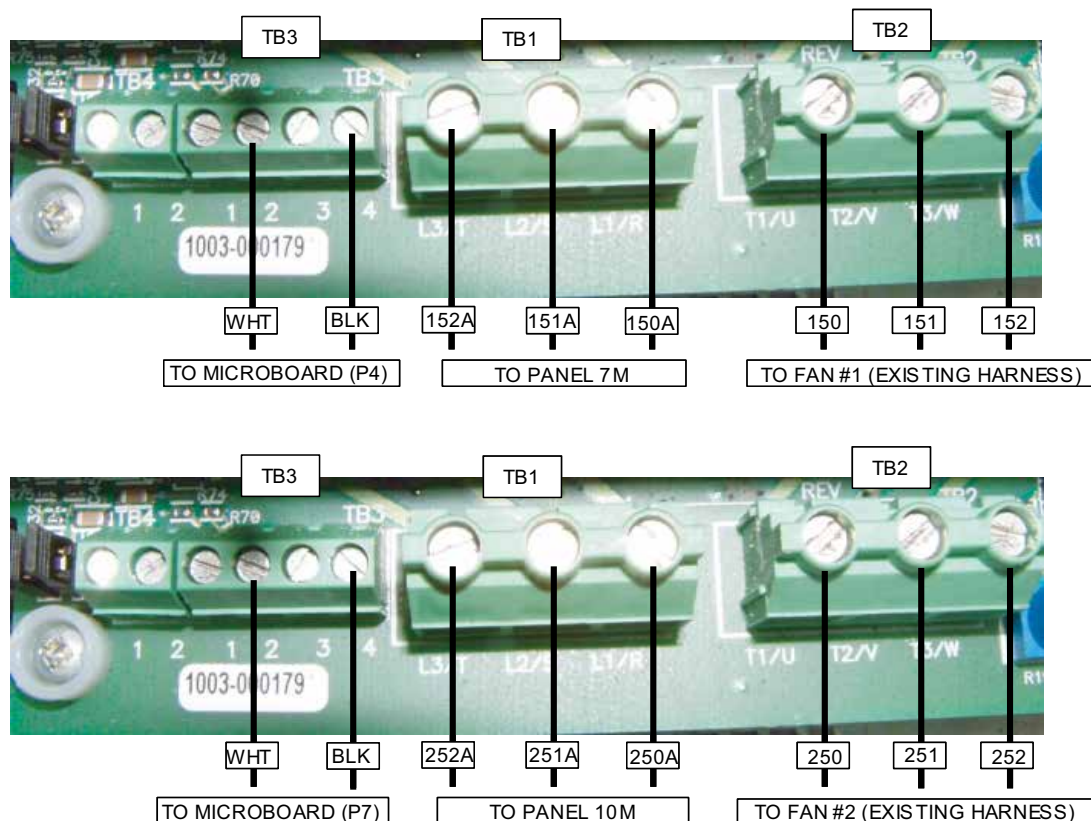 TB3 TB1 TB2
REV TB2
TB4 R70 TB3
1 2 1 2 3 4 L3/T L2/S L1/R T1/U T2/V T3/W
1003-000179
WHT BLK 152A 151A 150A 150 151 152
TO MICROBOARD (P4) TO PANEL 7M TO FAN #1 (EXISTING HARNESS)
TB3 TB1 TB2
REV
TB4 R70 TB3
1 2 1 2 3 4 L3/T L2/S L1/R T1/U T2/V T3/W
1003-000179
WHT BLK 252A 251A 250A 250 251 252
TO MICROBOARD (P7) TO PANEL 10M TO FAN #2 (EXISTING HARNESS)